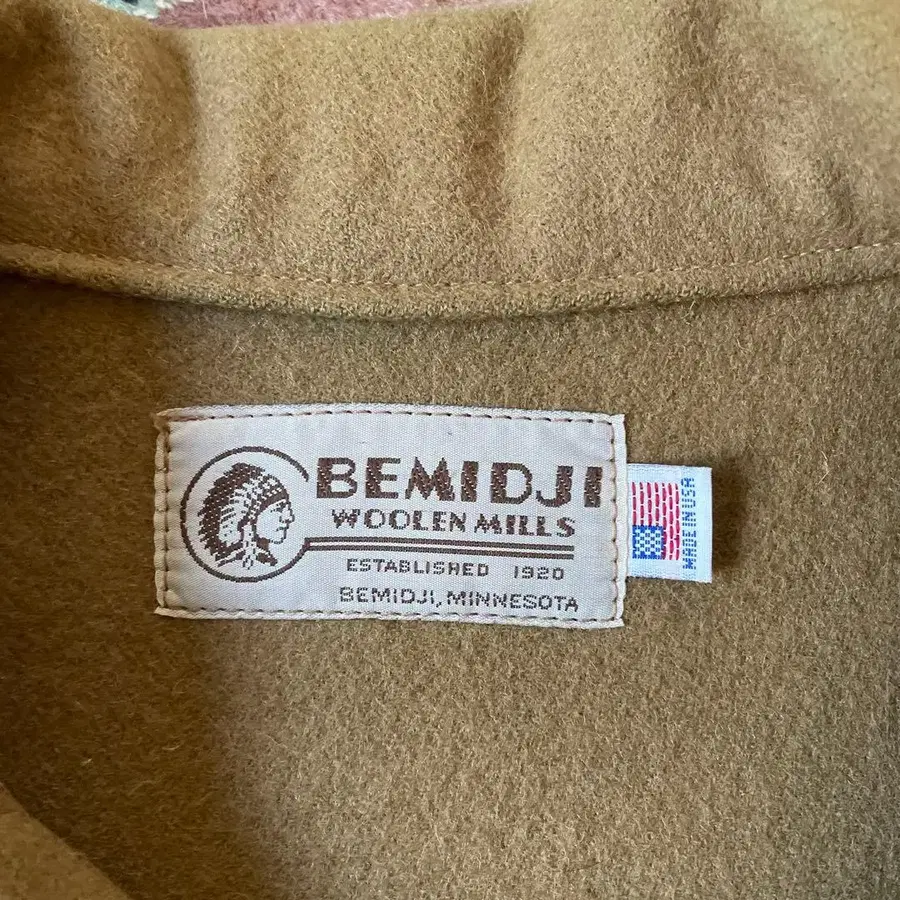 BEMIDJI
WOOLEN MILLS
ESTABLISHED 1920
BEMIDJI, MINNESOTA
MADE IN USA